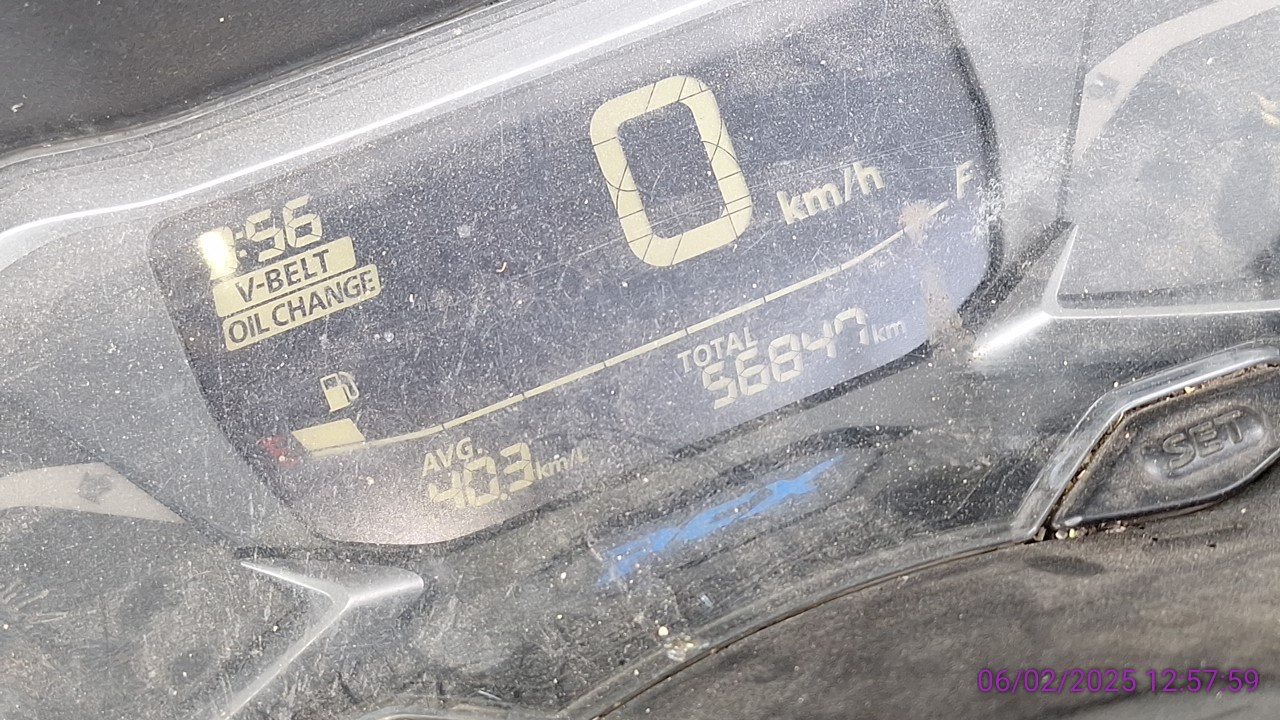 0
km/h
:56
V-BELT
OIL CHANGE
F
TOTAL
56847 km
AVG.
40.3 km/L
SET
06/02/2025 12:57:59